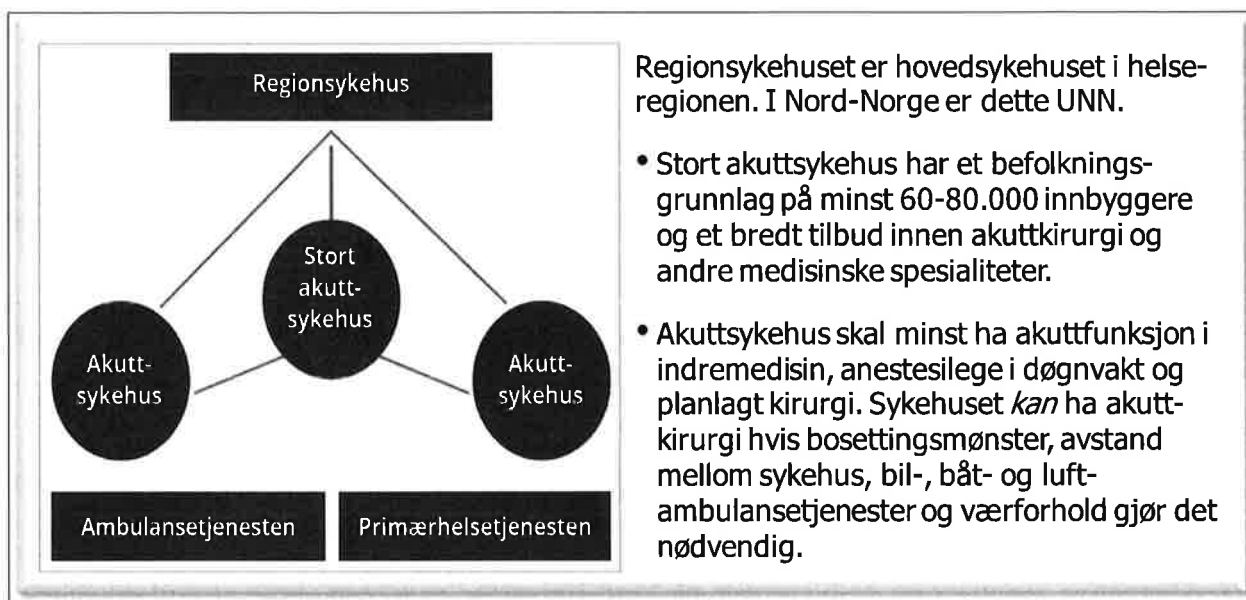 Regionsykehus
Stort
akutt-
sykehus
Akutt-
sykehus
Akutt-
sykehus
Ambulansetjenesten
Primærhelsetjenesten
Regionsykehuset er hovedsykehuset i helse-
regionen. I Nord-Norge er dette UNN.
• Stort akuttsykehus har et befolknings-
grunnlag på minst 60-80.000 innbyggere
og et bredt tilbud innen akuttkirurgi og
andre medisinske spesialiteter.
• Akuttsykehus skal minst ha akuttfunksjon i
indremedisin, anestesilege i døgnvakt og
planlagt kirurgi. Sykehuset kan ha akutt-
kirurgi hvis bosettingsmønster, avstand
mellom sykehus, bil-, båt- og luft-
ambulansetjenester og værforhold gjør det
nødvendig.